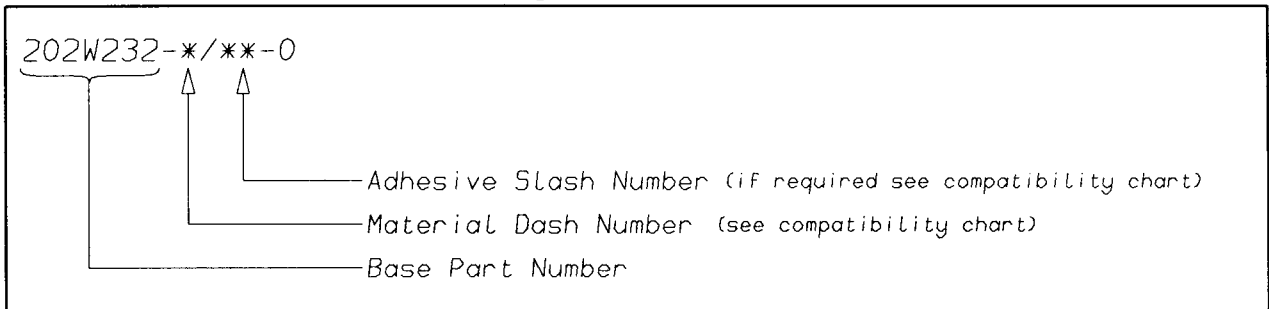 202W232-*/**-0
Adhesive Slash Number (if required see compatibility chart)
Material Dash Number (see compatibility chart)
Base Part Number